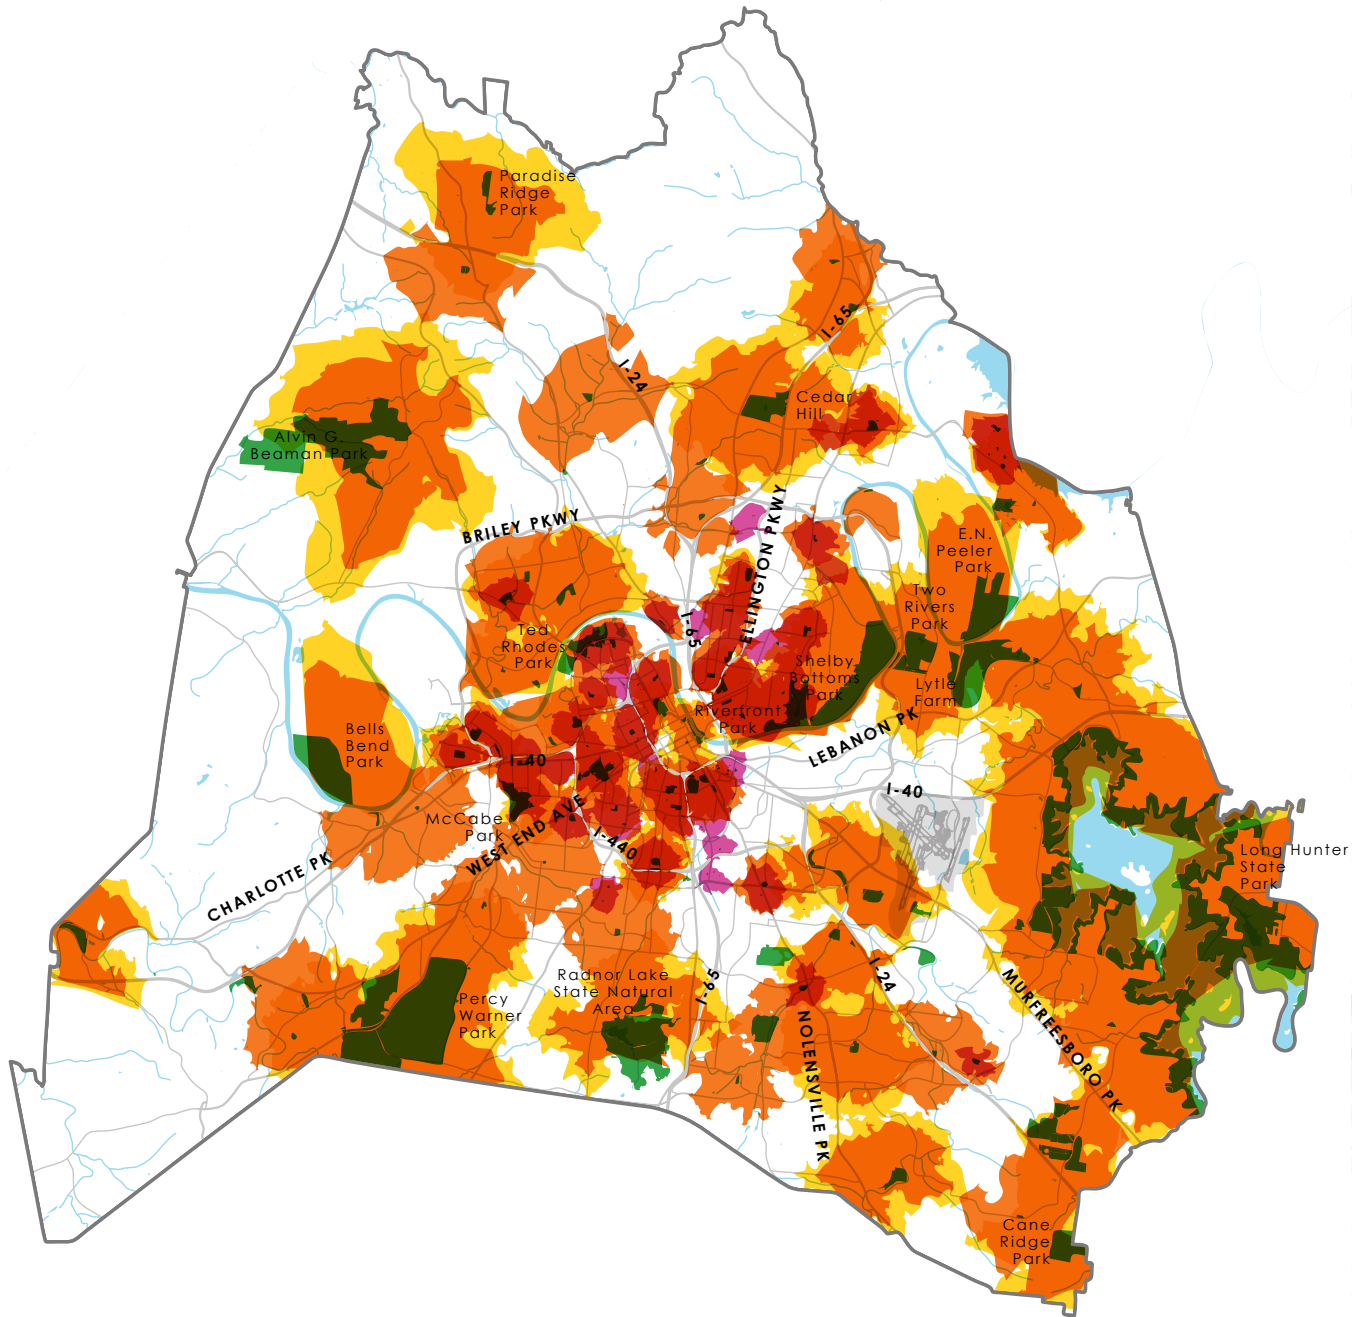 Paradise
Ridge
Park
I-65
I-24
Cedar
Hill
Alvin G.
Beaman Park
BRILEY PKWY
ELLINGTON PKWY
E.N.
Peeler
Park
Two
Rivers
Park
I-65
Ted
Rhodes
Park
Shelby
Bottoms
Park
Lytle
Farm
Riverfront
Park
Bells
Bend
Park
LEBANON PK
I-40
I-40
McCabe
Park
WEST END AVE
I-440
CHARLOTTE PK
Long Hunter
State
Park
Radnor Lake
State Natural
Area
I-65
I-24
Percy
Warner
Park
NOLENSVILLE PK
MURFREESBORO PK
Cane
Ridge
Park